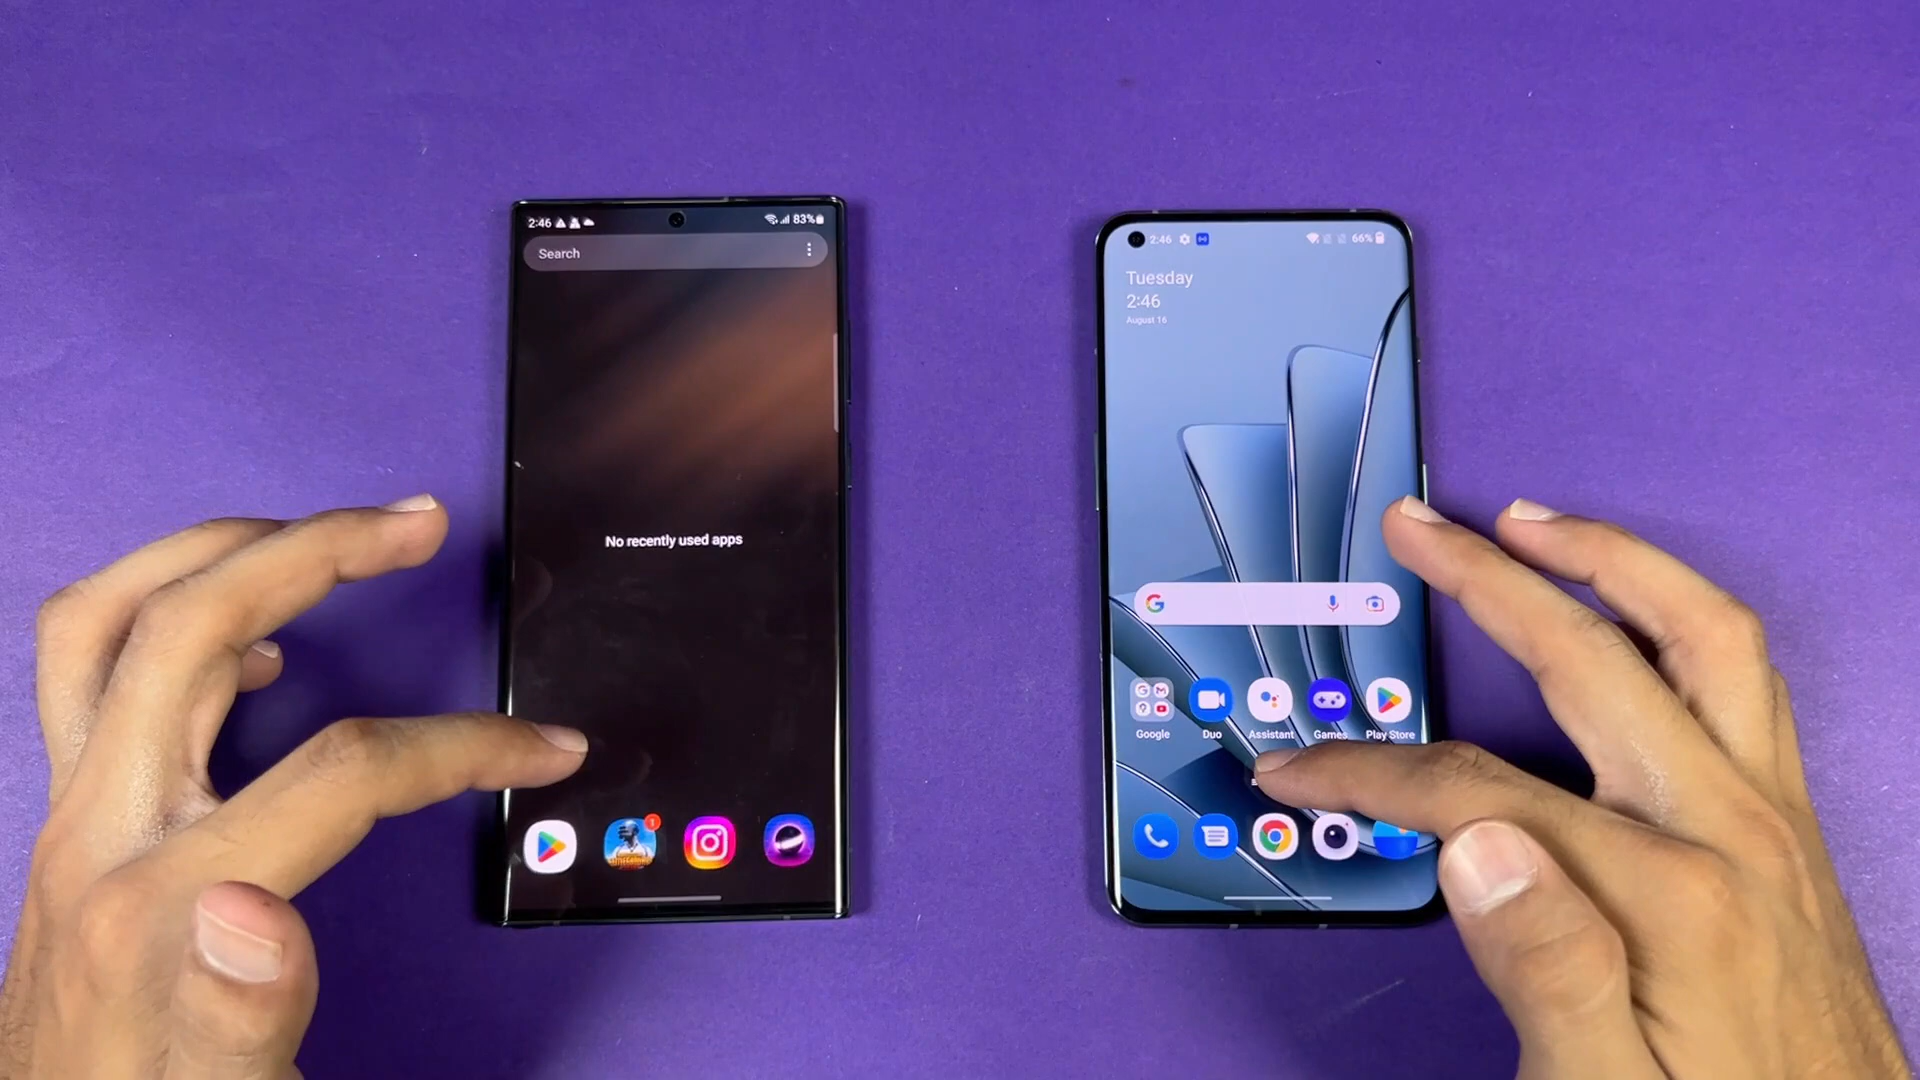 2:46
83%
Search
No recently used apps
1
2:46
66%
Tuesday
2:46
August 16
Google
Duo
Assistant
Games
Play Store